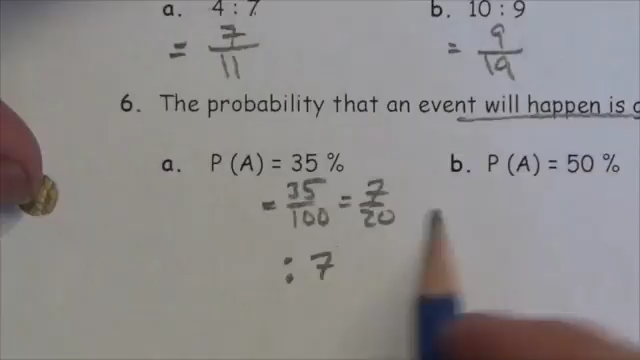 a. 4 : 7 b. 10 : 9
= 7/11 = 9/19
6. The probability that an event will happen is
a. P (A) = 35 % b. P (A) = 50 %
= 35/100 = 7/20
: 7